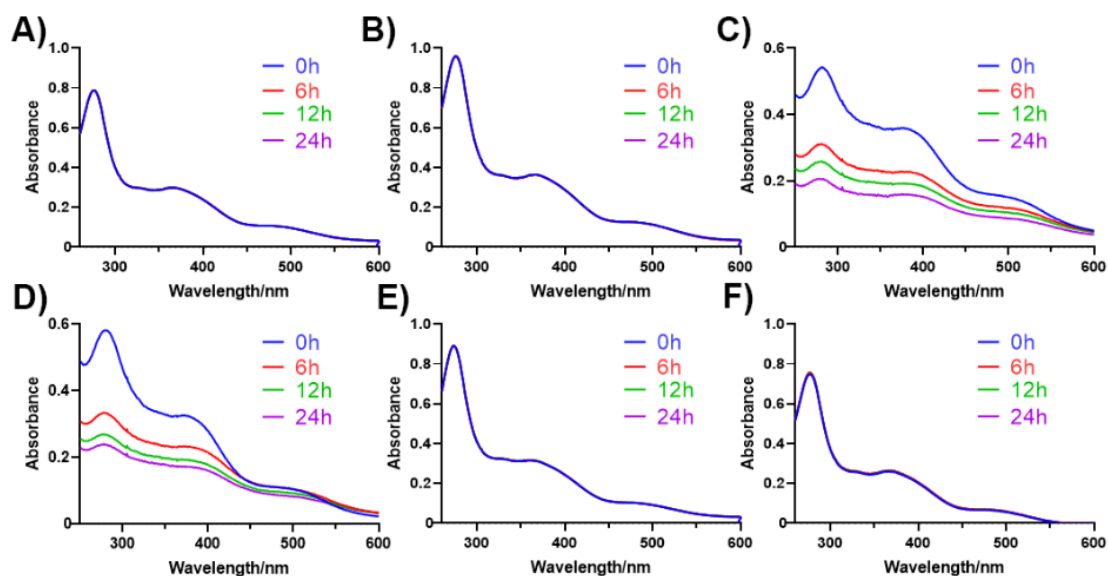 A)
Absorbance
1.0
0.8
0.6
0.4
0.2
0
300
400
500
600
Wavelength/nm
0h
6h
12h
24h
B)
Absorbance
1.0
0.8
0.6
0.4
0.2
0
300
400
500
600
Wavelength/nm
0h
6h
12h
24h
C)
Absorbance
0.6
0.4
0.2
0
300
400
500
600
Wavelength/nm
0h
6h
12h
24h
D)
Absorbance
0.6
0.4
0.2
0
300
400
500
600
Wavelength/nm
0h
6h
12h
24h
E)
Absorbance
1.0
0.8
0.6
0.4
0.2
0
300
400
500
600
Wavelength/nm
0h
6h
12h
24h
F)
Absorbance
1.0
0.8
0.6
0.4
0.2
0
300
400
500
600
Wavelength/nm
0h
6h
12h
24h